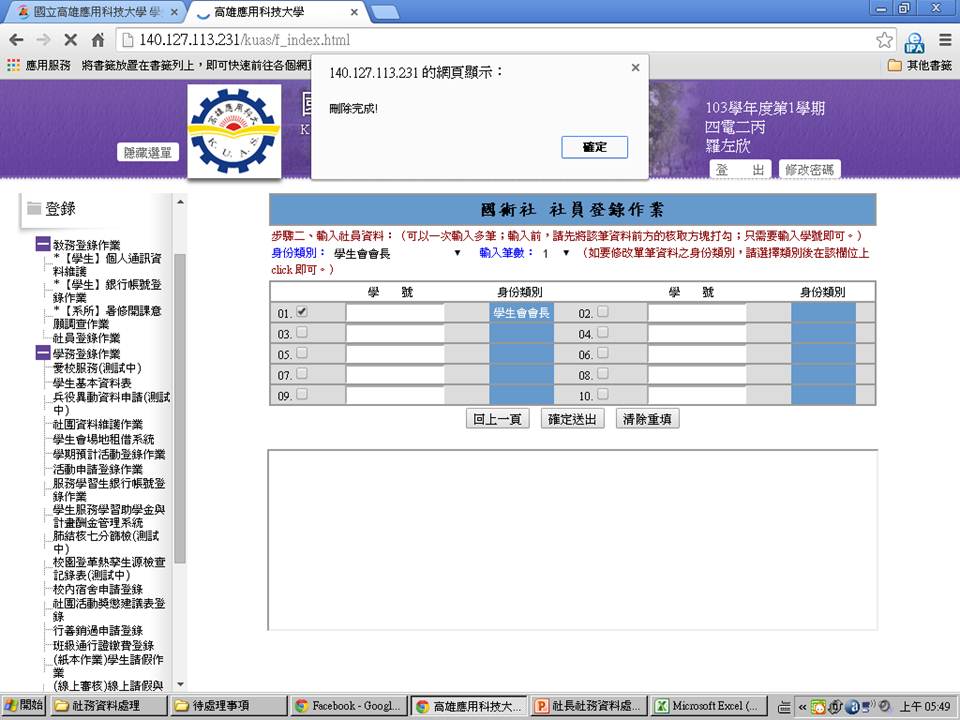 國立高雄應用科技大學 學
高雄應用科技大學
140.127.113.231/kuas/f_index.html
應用服務
將書籤放置在書籤列上，即可快速前往各個網頁
其他書籤
140.127.113.231 的網頁顯示：
刪除完成!
確定
隱藏選單
高雄應用科大
K.U.A.S.
國
K
103學年度第1學期
四電二丙
羅左欣
登 出
修改密碼
登錄
教務登錄作業
*【學生】個人通訊資
料維護
*【學生】銀行帳號登
錄作業
*【系所】暑修開課意
願調查作業
社員登錄作業
學務登錄作業
愛校服務(測試中)
學生基本資料表
兵役異動資料申請(測試
中)
社團資料維護作業
學生會場地租借系統
學期預計活動登錄作業
活動申請登錄作業
服務學習生銀行帳號登
錄作業
學生服務學習助學金與
計畫酬金管理系統
肺結核七分篩檢(測試
中)
校園登革熱孳生源檢查
記錄表(測試中)
校內宿舍申請登錄
社團活動獎懲建議表登
錄
行善銷過申請登錄
班級通行證繳費登錄
(紙本作業)學生請假作
業
(線上審核)線上請假與
國術社 社員登錄作業
步驟二、輸入社員資料：（可以一次輸入多筆；輸入前，請先將該筆資料前方的核取方塊打勾；只需要輸入學號即可。）
身份類別： 學生會會長 輸入筆數： 1 （如要修改單筆資料之身份類別，請選擇類別後在該欄位上
click 即可。）
學 號 身份類別 學 號 身份類別
01. 學生會會長 02.
03. 04.
05. 06.
07. 08.
09. 10.
回上一頁 確定送出 清除重填
開始
社務資料處理
待處理事項
Facebook - Googl...
高雄應用科技大...
社長社務資料處...
Microsoft Excel (...
上午 05:49